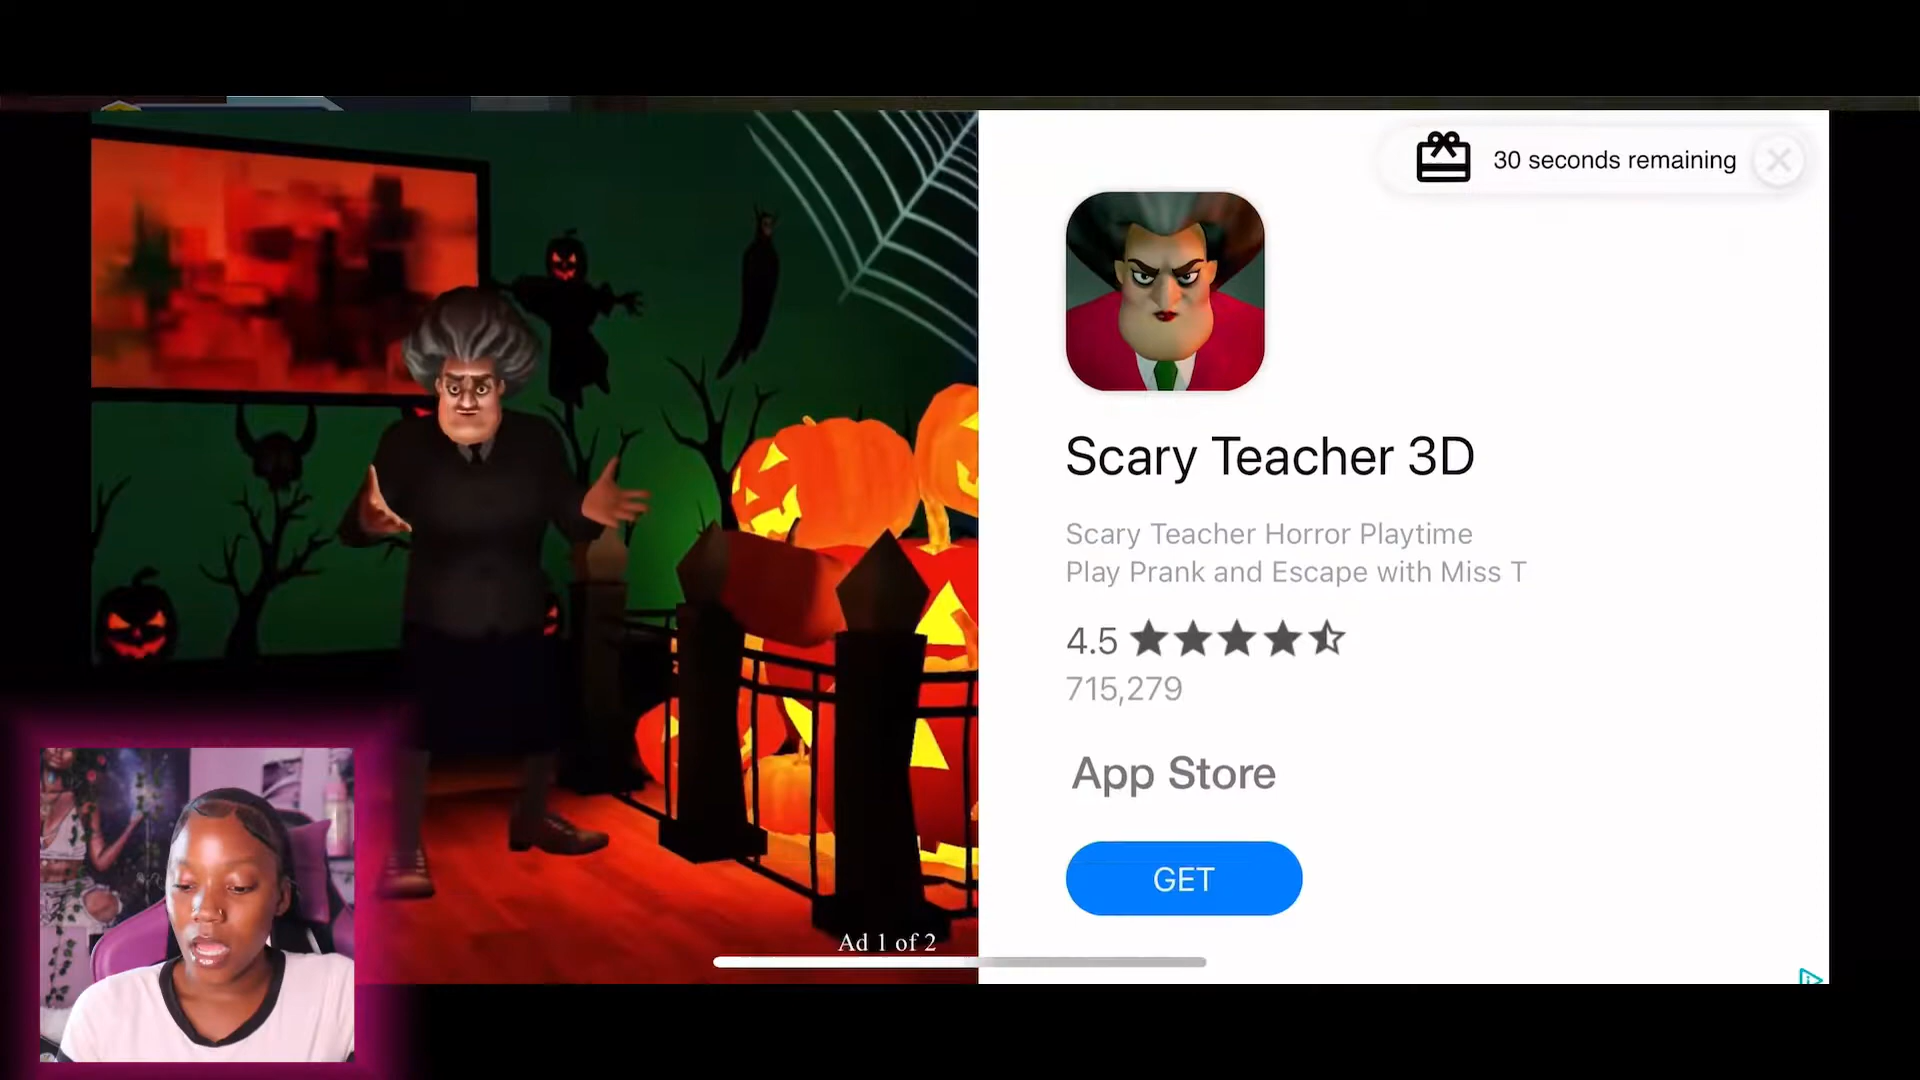 30 seconds remaining
Scary Teacher 3D
Scary Teacher Horror Playtime
Play Prank and Escape with Miss T
4.5
715,279
App Store
GET
Ad 1 of 2